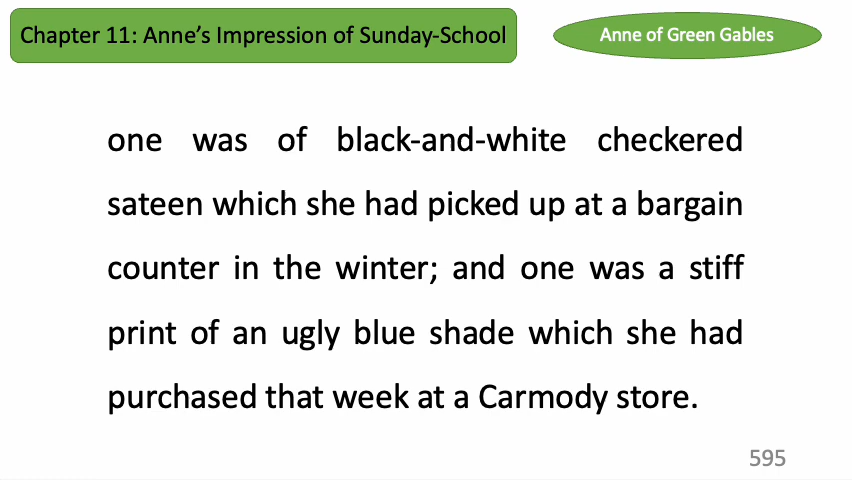 Chapter 11: Anne’s Impression of Sunday-School
Anne of Green Gables
one was of black-and-white checkered
sateen which she had picked up at a bargain
counter in the winter; and one was a stiff
print of an ugly blue shade which she had
purchased that week at a Carmody store.
595